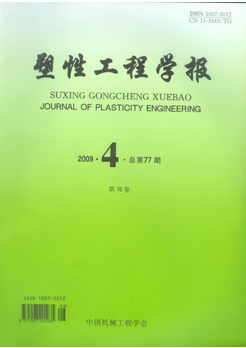 ISSN 1007-2012
CN 11-3449/TG
塑性工程学报
SUXING GONGCHENG XUEBAO
JOURNAL OF PLASTICITY ENGINEERING
2009 · 4 · 总第77期
第16卷
ISSN 1007-2012
中国机械工程学会